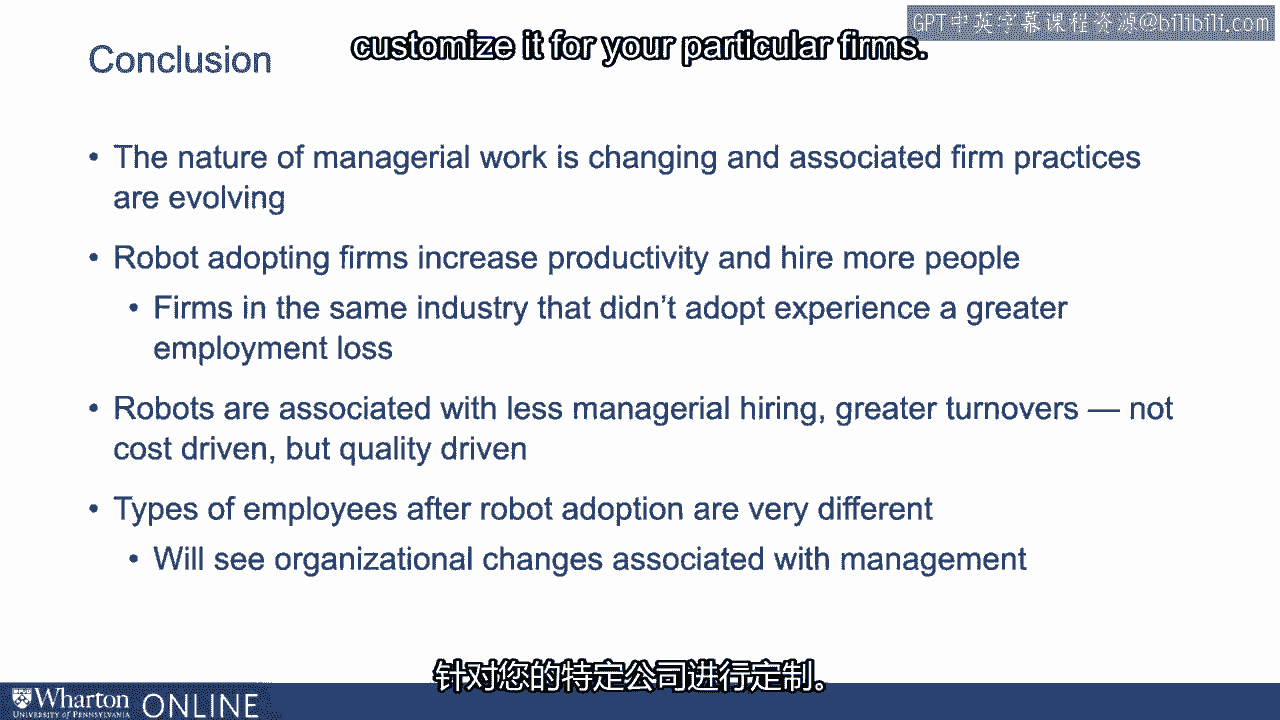 GPT中英字幕课程资源@bilibili.com
customize it for your particular firms.
Conclusion
• The nature of managerial work is changing and associated firm practices
are evolving
• Robot adopting firms increase productivity and hire more people
• Firms in the same industry that didn’t adopt experience a greater
employment loss
• Robots are associated with less managerial hiring, greater turnovers — not
cost driven, but quality driven
• Types of employees after robot adoption are very different
• Will see organizational changes associated with management
针对您的特定公司进行定制。
Wharton ONLINE
UNIVERSITY of PENNSYLVANIA